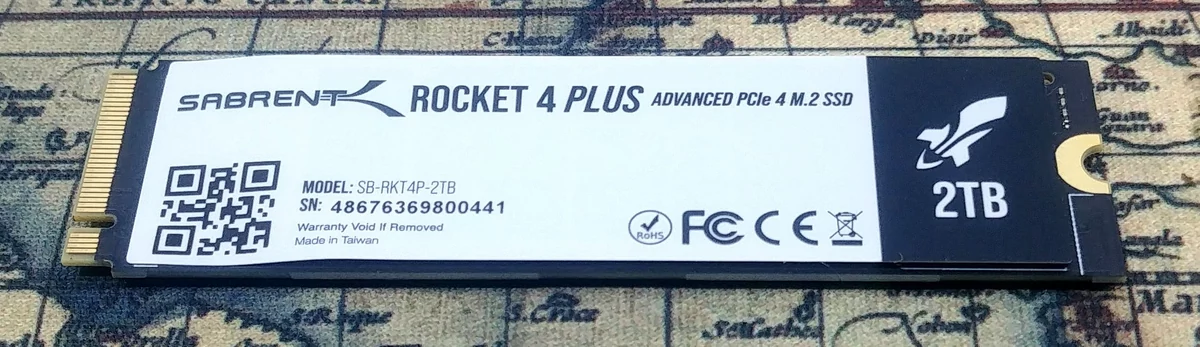 SABRENT ROCKET 4 PLUS ADVANCED PCIe 4 M.2 SSD
MODEL: SB-RKT4P-2TB
SN: 48676369800441
Warranty Void If Removed
Made in Taiwan
RoHS FC CE
2TB
S. Croce